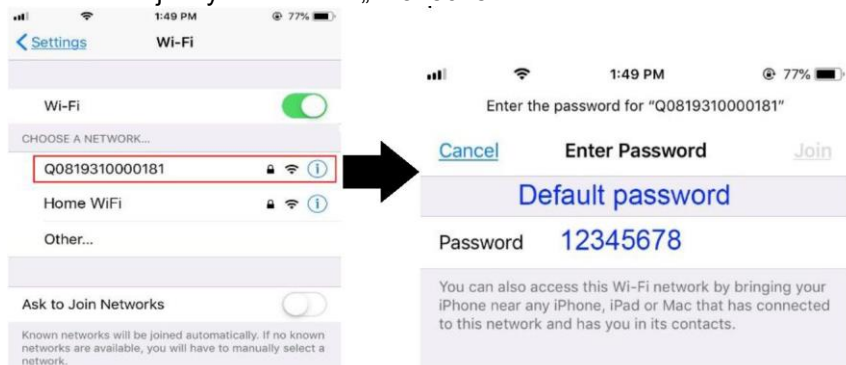 1:49 PM
77%
Settings
Wi-Fi
Wi-Fi
CHOOSE A NETWORK...
Q0819310000181
Home WiFi
Other...
Ask to Join Networks
Known networks will be joined automatically. If no known
networks are available, you will have to manually select a
network.
1:49 PM
77%
Enter the password for “Q0819310000181”
Cancel
Enter Password
Join
Default password
Password
12345678
You can also access this Wi-Fi network by bringing your
iPhone near any iPhone, iPad or Mac that has connected
to this network and has you in its contacts.